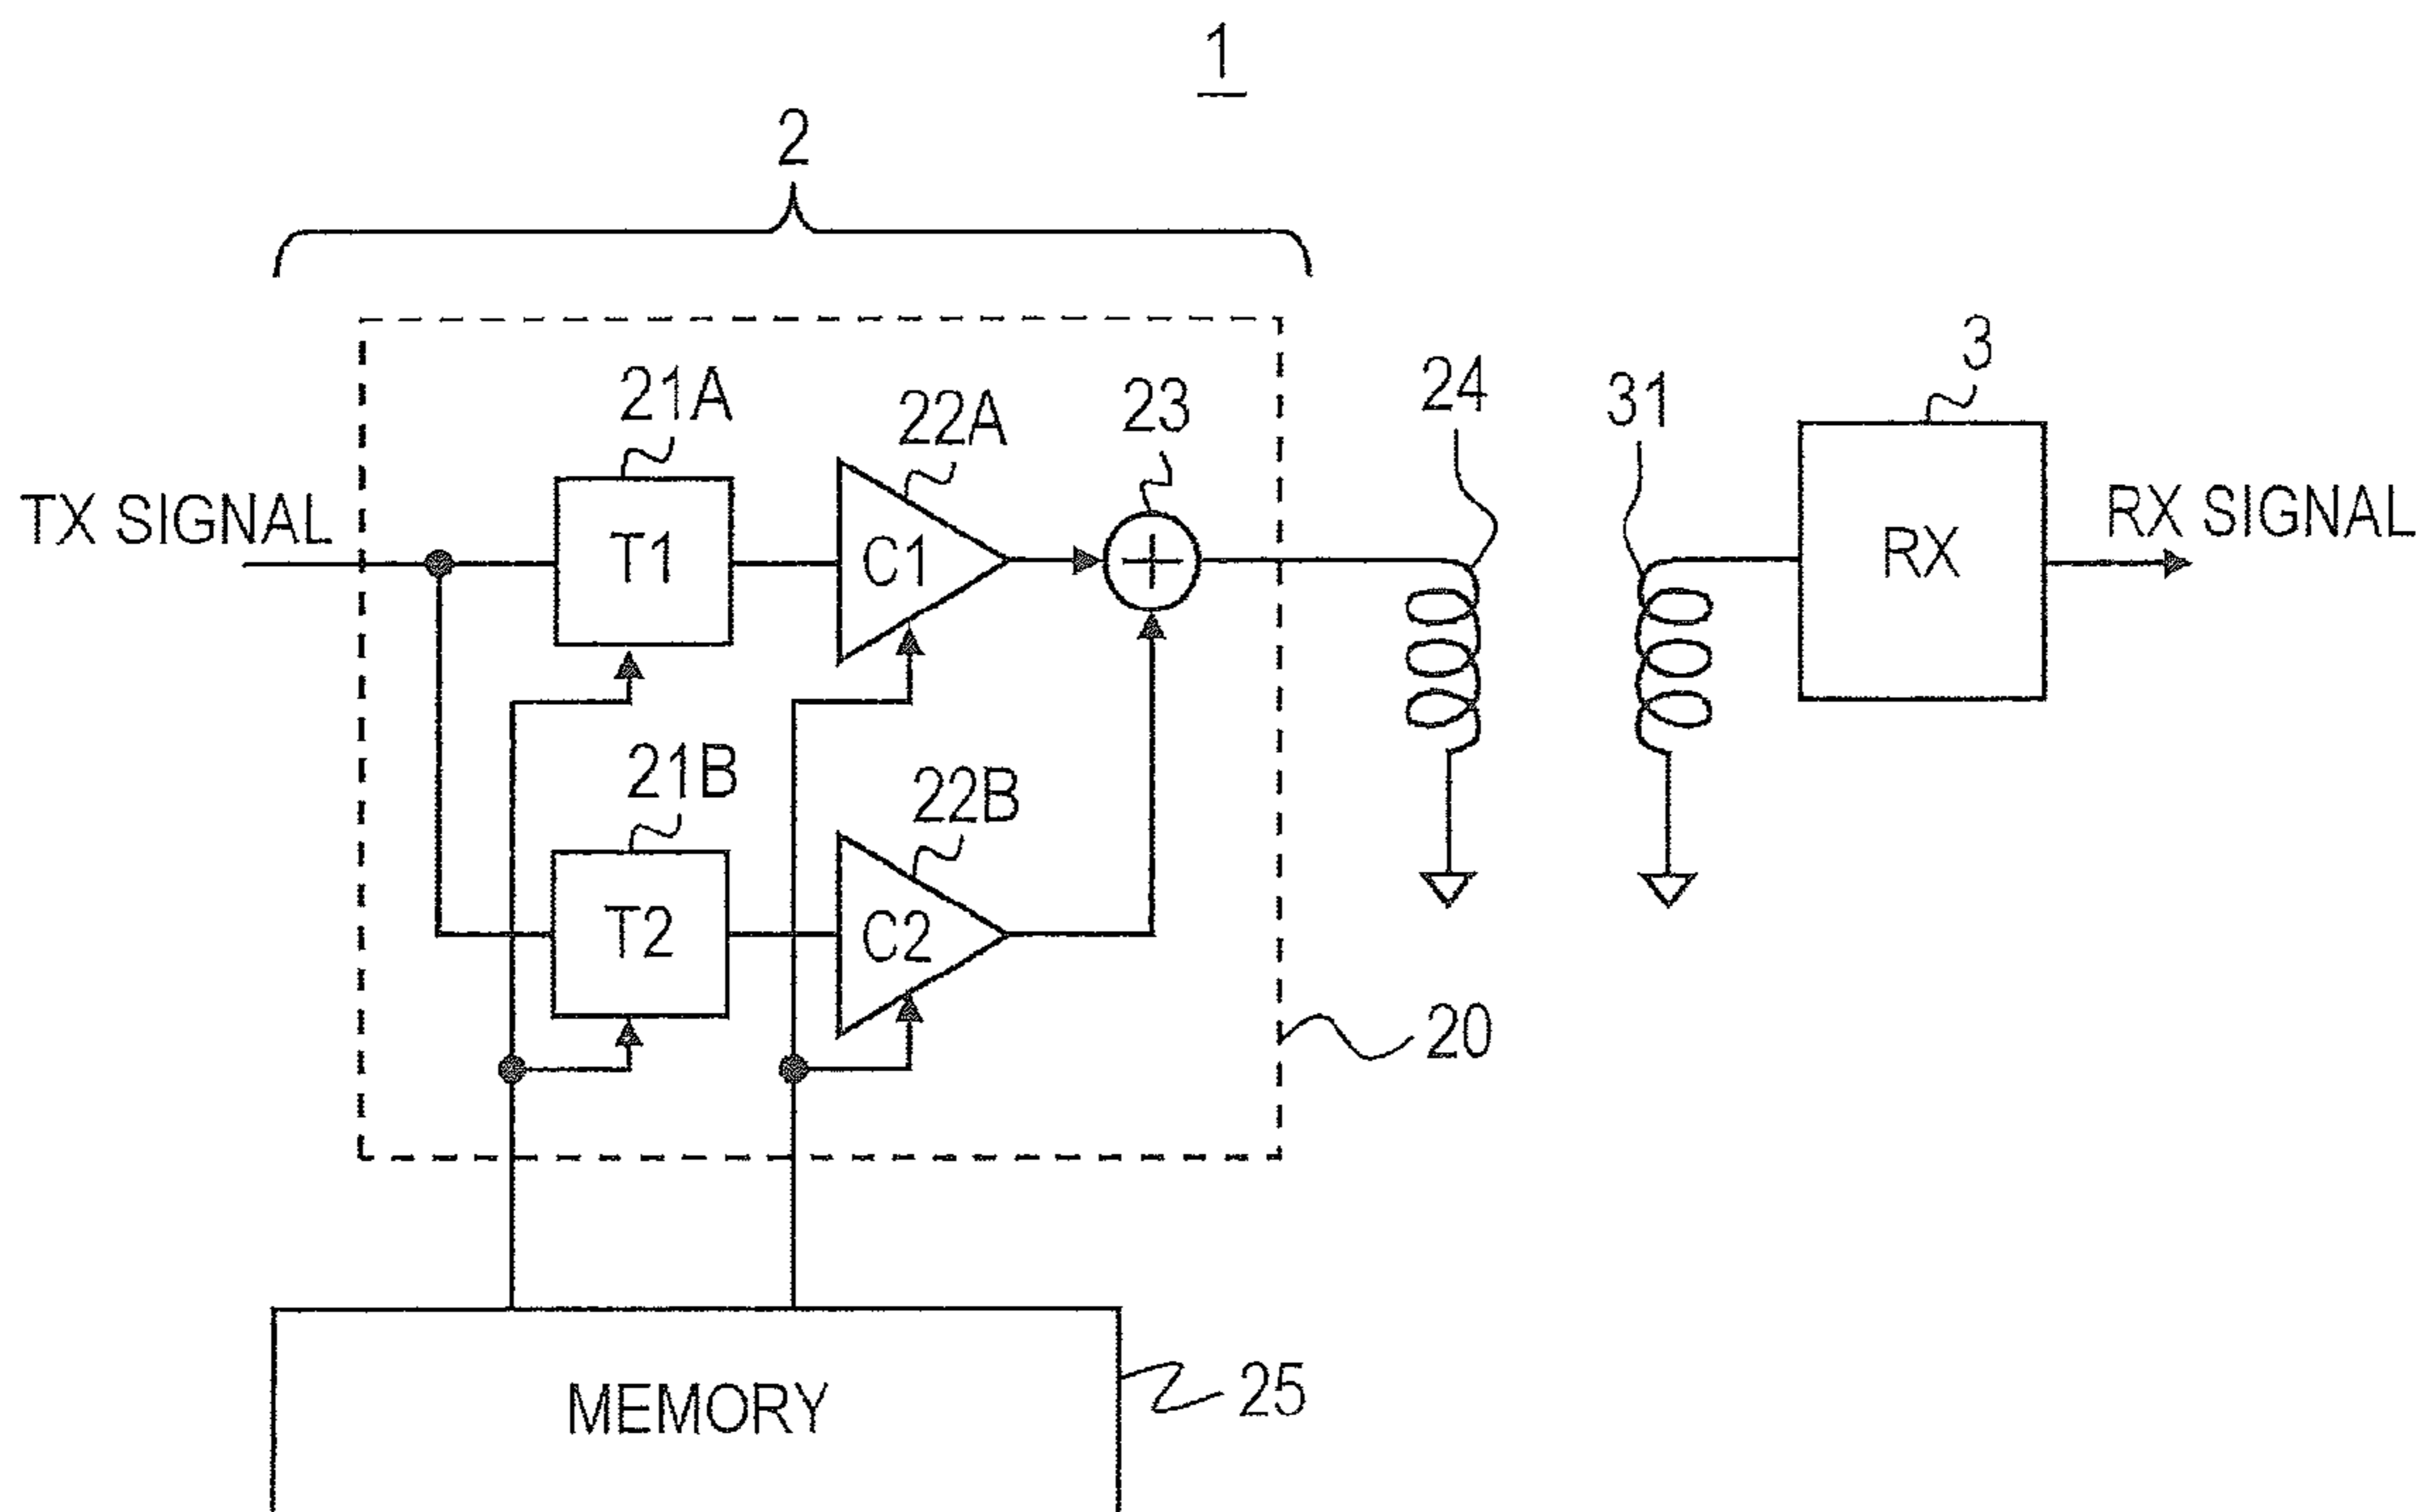 1
2
21A
22A
23
24
31
3
TX SIGNAL
T1
C1
RX
RX SIGNAL
21B
22B
T2
C2
20
MEMORY
25